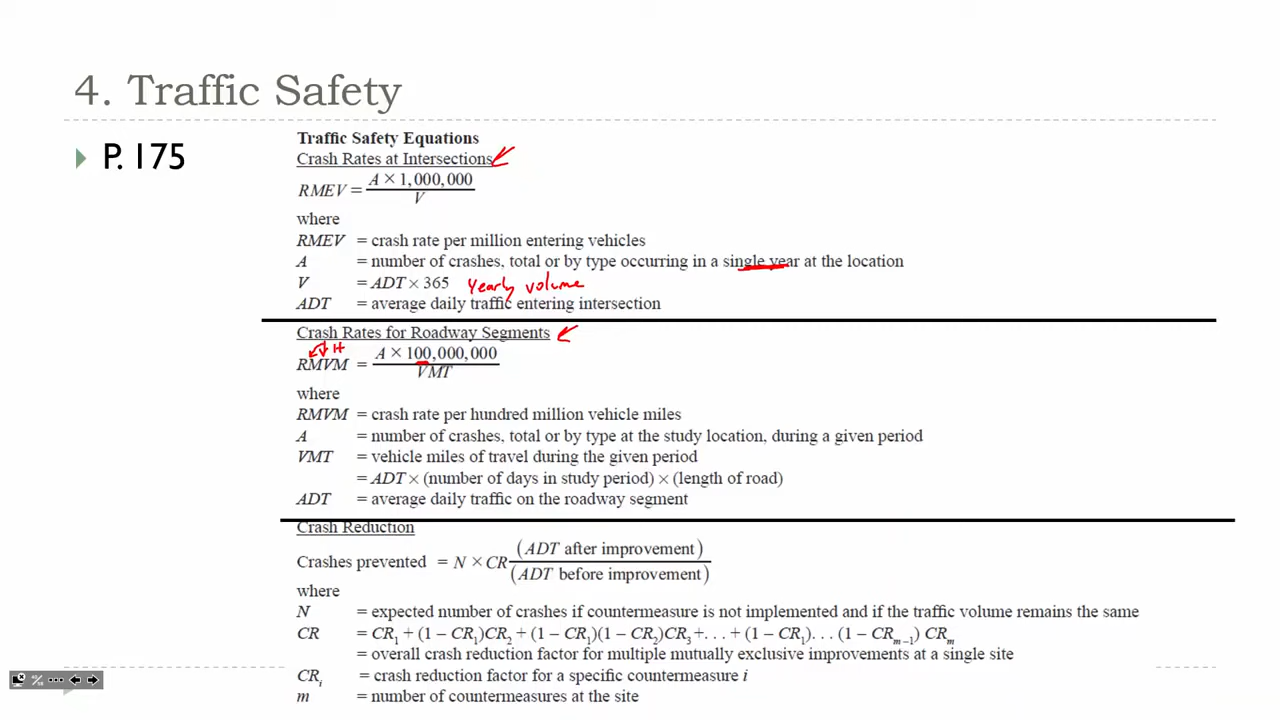 4. Traffic Safety
P. 175
Traffic Safety Equations
Crash Rates at Intersections
RMEV = A × 1,000,000 / V
where
RMEV = crash rate per million entering vehicles
A = number of crashes, total or by type occurring in a single year at the location
V = ADT × 365 Yearly volume
ADT = average daily traffic entering intersection
Crash Rates for Roadway Segments
H
RMVM = A × 100,000,000 / VMT
where
RMVM = crash rate per hundred million vehicle miles
A = number of crashes, total or by type at the study location, during a given period
VMT = vehicle miles of travel during the given period
= ADT × (number of days in study period) × (length of road)
ADT = average daily traffic on the roadway segment
Crash Reduction
Crashes prevented = N × CR (ADT after improvement) / (ADT before improvement)
where
N = expected number of crashes if countermeasure is not implemented and if the traffic volume remains the same
CR = CR₁ + (1 – CR₁)CR₂ + (1 – CR₁)(1 – CR₂)CR₃ +. . . + (1 – CR₁). . . (1 – CRₘ₋₁) CRₘ
= overall crash reduction factor for multiple mutually exclusive improvements at a single site
CRᵢ = crash reduction factor for a specific countermeasure i
m = number of countermeasures at the site